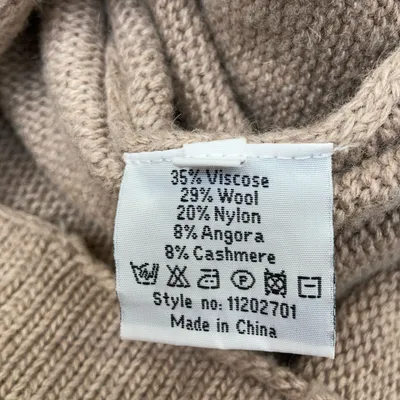 35% Viscose
29% Wool
20% Nylon
8% Angora
8% Cashmere
Style no: 11202701
Made in China